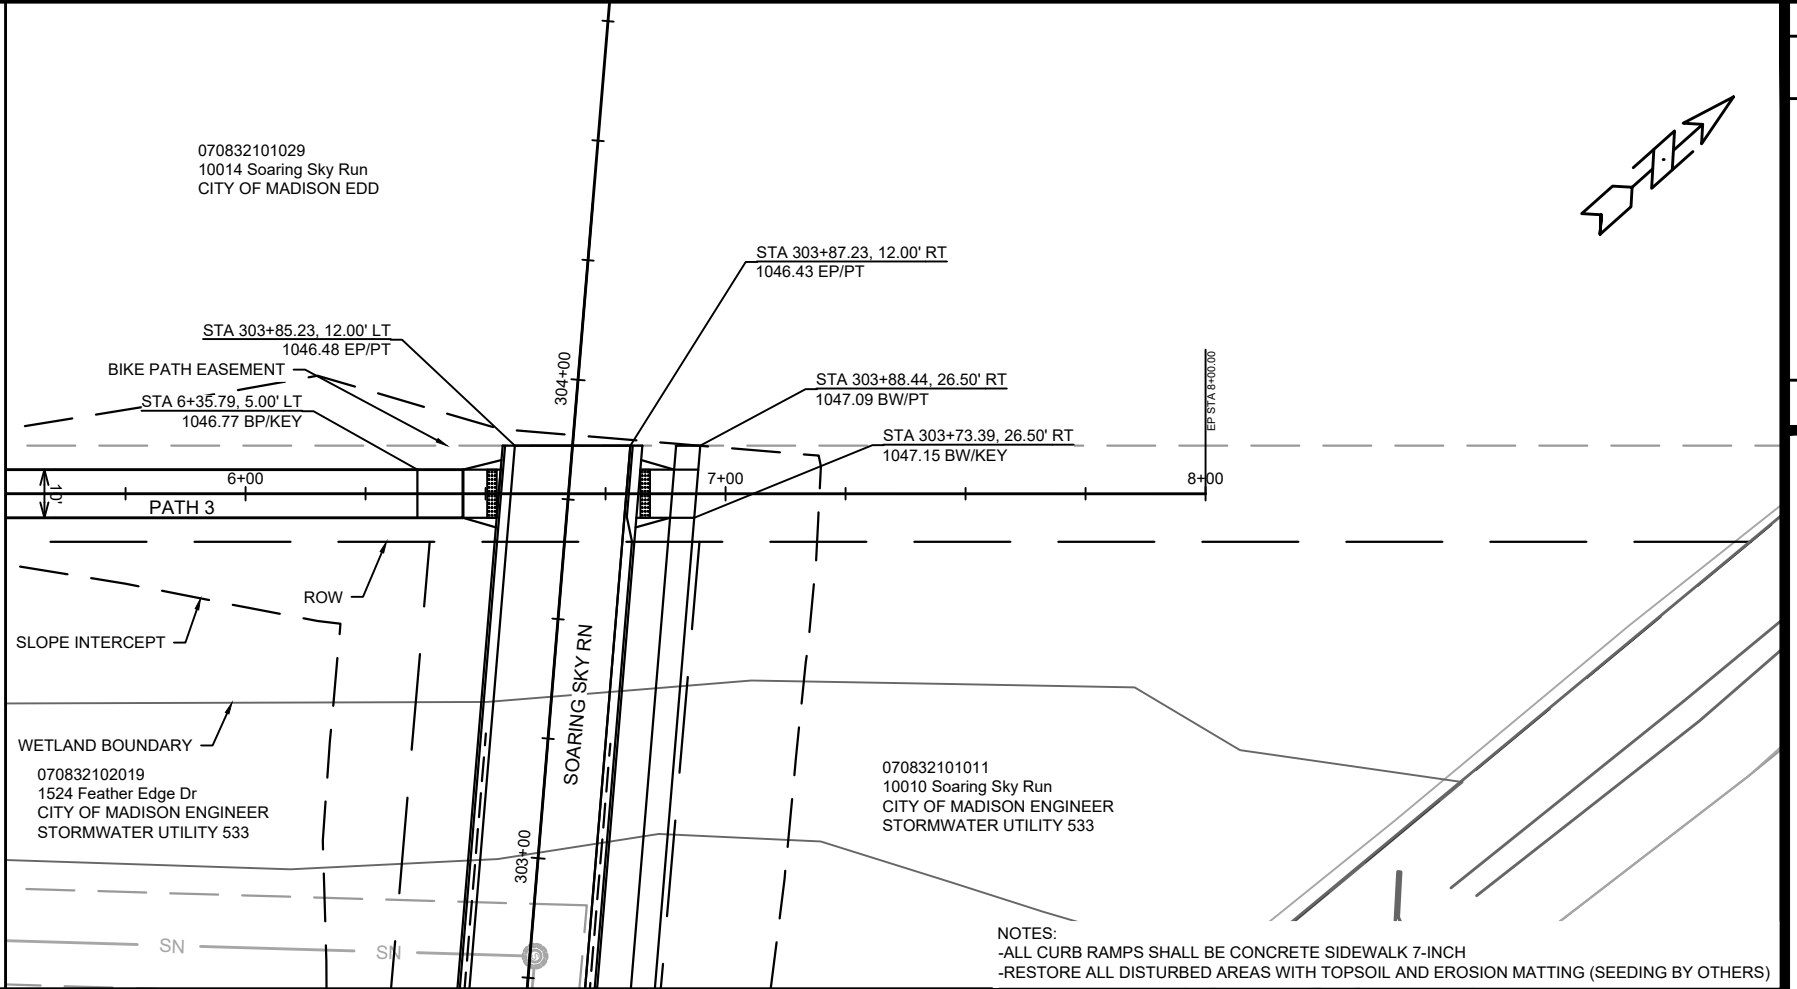 070832101029
10014 Soaring Sky Run
CITY OF MADISON EDD
STA 303+87.23, 12.00' RT
1046.43 EP/PT
STA 303+85.23, 12.00' LT
1046.48 EP/PT
BIKE PATH EASEMENT
STA 6+35.79, 5.00' LT
1046.77 BP/KEY
304+00
STA 303+88.44, 26.50' RT
1047.09 BW/PT
STA 303+73.39, 26.50' RT
1047.15 BW/KEY
EP STA 8+00.00
6+00
7+00
8+00
10'
PATH 3
ROW
SLOPE INTERCEPT
SOARING SKY RN
WETLAND BOUNDARY
070832102019
1524 Feather Edge Dr
CITY OF MADISON ENGINEER
STORMWATER UTILITY 533
070832101011
10010 Soaring Sky Run
CITY OF MADISON ENGINEER
STORMWATER UTILITY 533
303+00
SN
SN
NOTES:
-ALL CURB RAMPS SHALL BE CONCRETE SIDEWALK 7-INCH
-RESTORE ALL DISTURBED AREAS WITH TOPSOIL AND EROSION MATTING (SEEDING BY OTHERS)